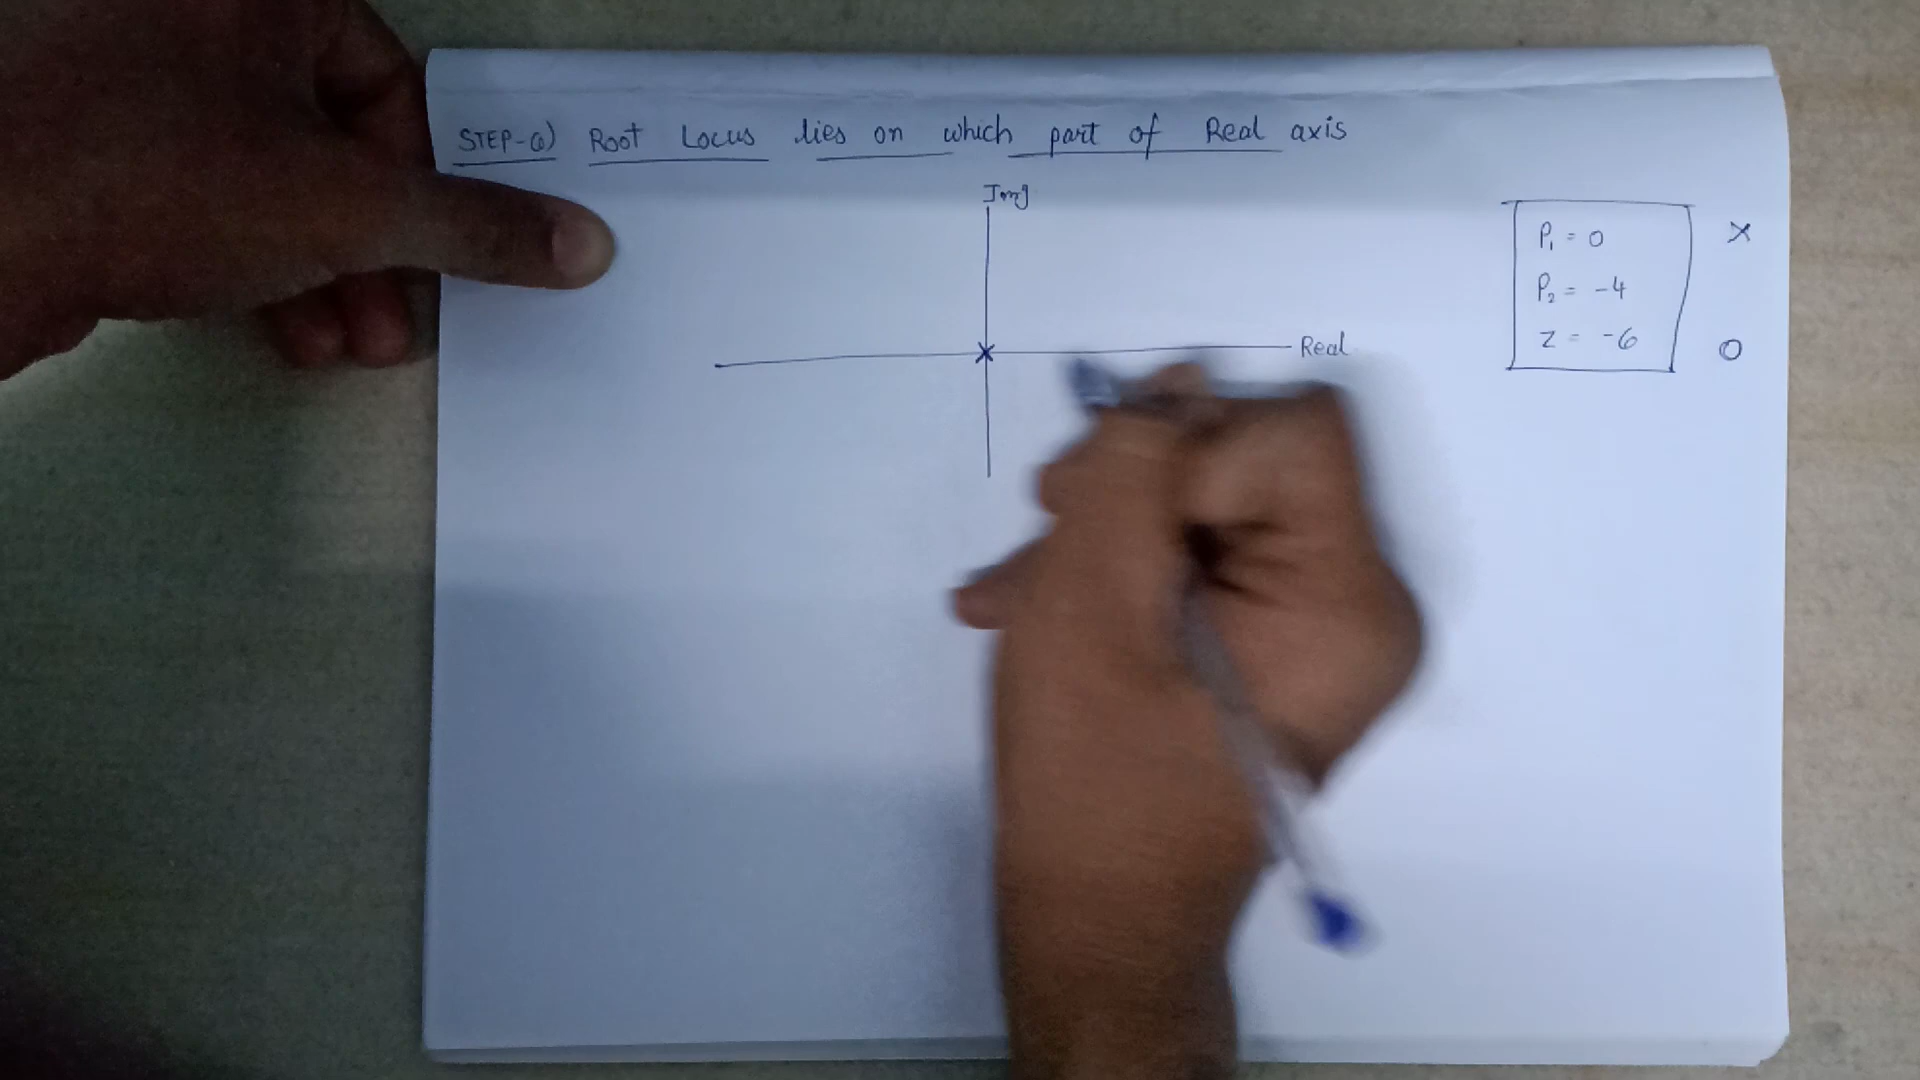 STEP-6) Root Locus lies on which part of Real axis
Img
P₁ = 0 ×
P₂ = -4
Real
Z = -6 O